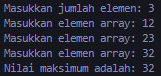 Masukkan jumlah elemen: 3
Masukkan elemen array: 12
Masukkan elemen array: 23
Masukkan elemen array: 32
Nilai maksimum adalah: 32